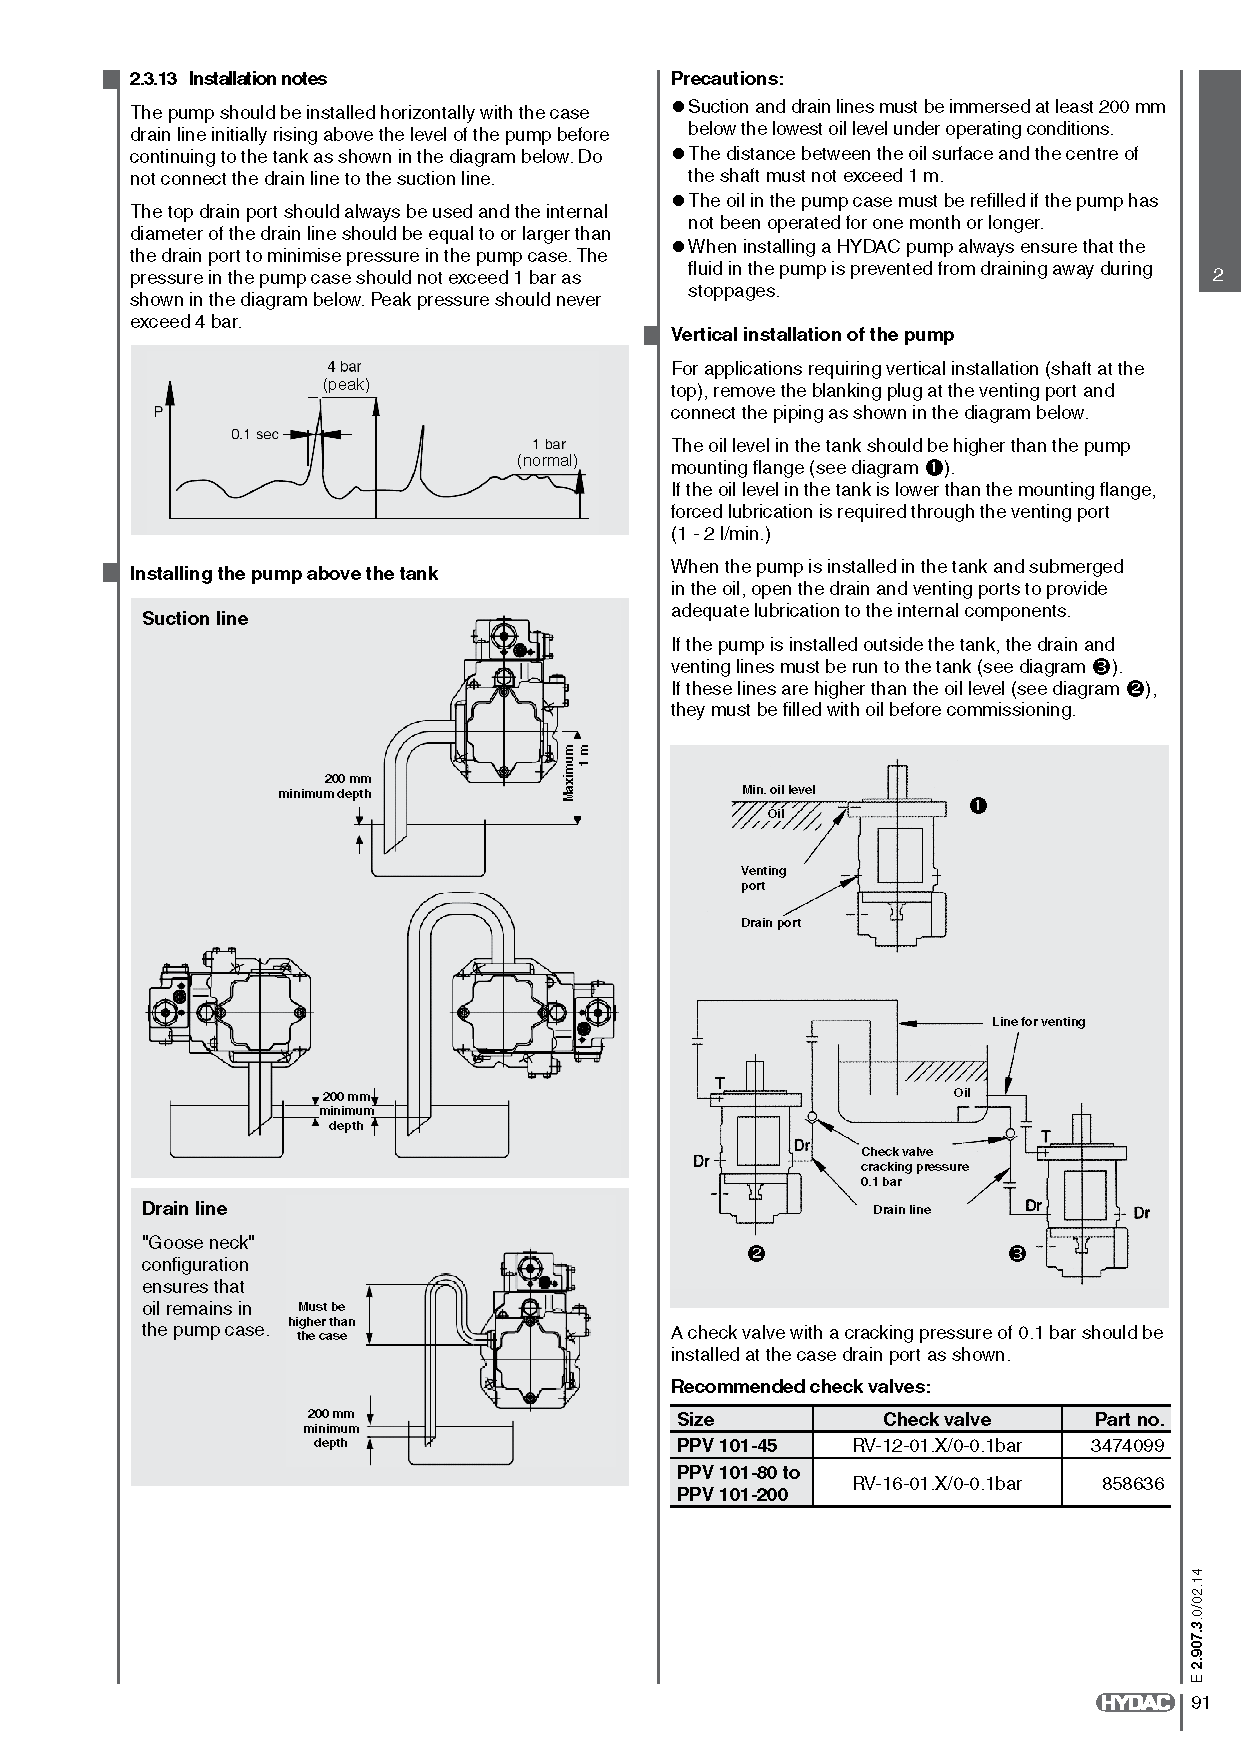 2.3.13 Installation notes
The pump should be installed horizontally with the case
drain line initially rising above the level of the pump before
continuing to the tank as shown in the diagram below. Do
not connect the drain line to the suction line.
The top drain port should always be used and the internal
diameter of the drain line should be equal to or larger than
the drain port to minimise pressure in the pump case. The
pressure in the pump case should not exceed 1 bar as
shown in the diagram below. Peak pressure should never
exceed 4 bar.
4 bar
(peak)
P
0.1 sec
1 bar
(normal)
Installing the pump above the tank
Suction line
Maximum
1 m
200 mm
minimum depth
200 mm
minimum
depth
Drain line
"Goose neck"
configuration
ensures that
oil remains in
the pump case.
Must be
higher than
the case
200 mm
minimum
depth
Precautions:
● Suction and drain lines must be immersed at least 200 mm
below the lowest oil level under operating conditions.
● The distance between the oil surface and the centre of
the shaft must not exceed 1 m.
● The oil in the pump case must be refilled if the pump has
not been operated for one month or longer.
● When installing a HYDAC pump always ensure that the
fluid in the pump is prevented from draining away during
stoppages.
Vertical installation of the pump
For applications requiring vertical installation (shaft at the
top), remove the blanking plug at the venting port and
connect the piping as shown in the diagram below.
The oil level in the tank should be higher than the pump
mounting flange (see diagram ❶).
If the oil level in the tank is lower than the mounting flange,
forced lubrication is required through the venting port
(1 - 2 l/min.)
When the pump is installed in the tank and submerged
in the oil, open the drain and venting ports to provide
adequate lubrication to the internal components.
If the pump is installed outside the tank, the drain and
venting lines must be run to the tank (see diagram ❸).
If these lines are higher than the oil level (see diagram ❷),
they must be filled with oil before commissioning.
Min. oil level
Oil
❶
Venting
port
Drain port
Line for venting
T
Oil
T
Dr
Dr
Check valve
cracking pressure
0.1 bar
Drain line
Dr
Dr
❷
❸
A check valve with a cracking pressure of 0.1 bar should be
installed at the case drain port as shown.
Recommended check valves:
Size Check valve Part no.
PPV 101-45 RV-12-01.X/0-0.1bar 3474099
PPV 101-80 to
PPV 101-200 RV-16-01.X/0-0.1bar 858636
2
E 2.907.3.0/02.14
HYDAC 91